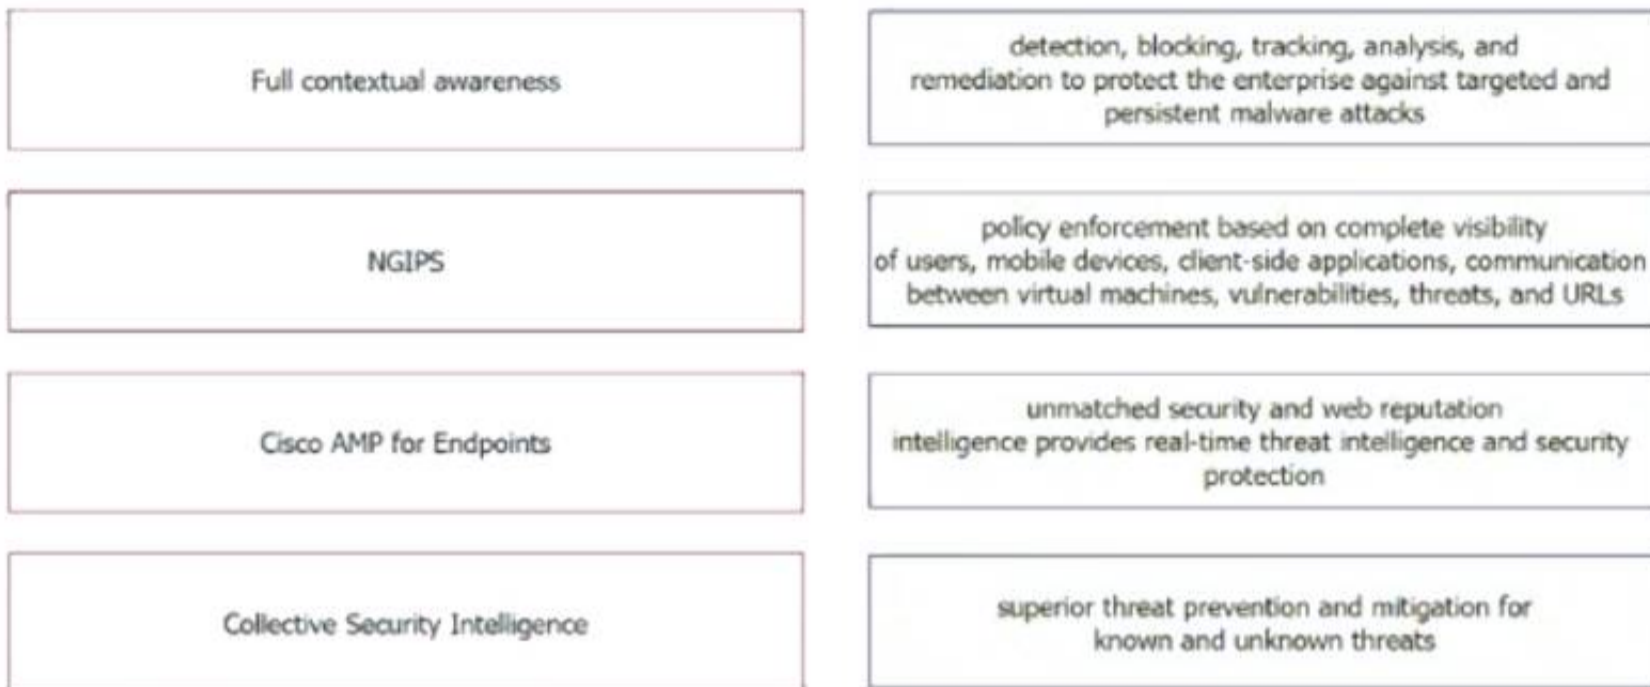 Full contextual awareness
detection, blocking, tracking, analysis, and
remediation to protect the enterprise against targeted and
persistent malware attacks
NGIPS
policy enforcement based on complete visibility
of users, mobile devices, client-side applications, communication
between virtual machines, vulnerabilities, threats, and URLs
Cisco AMP for Endpoints
unmatched security and web reputation
intelligence provides real-time threat intelligence and security
protection
Collective Security Intelligence
superior threat prevention and mitigation for
known and unknown threats